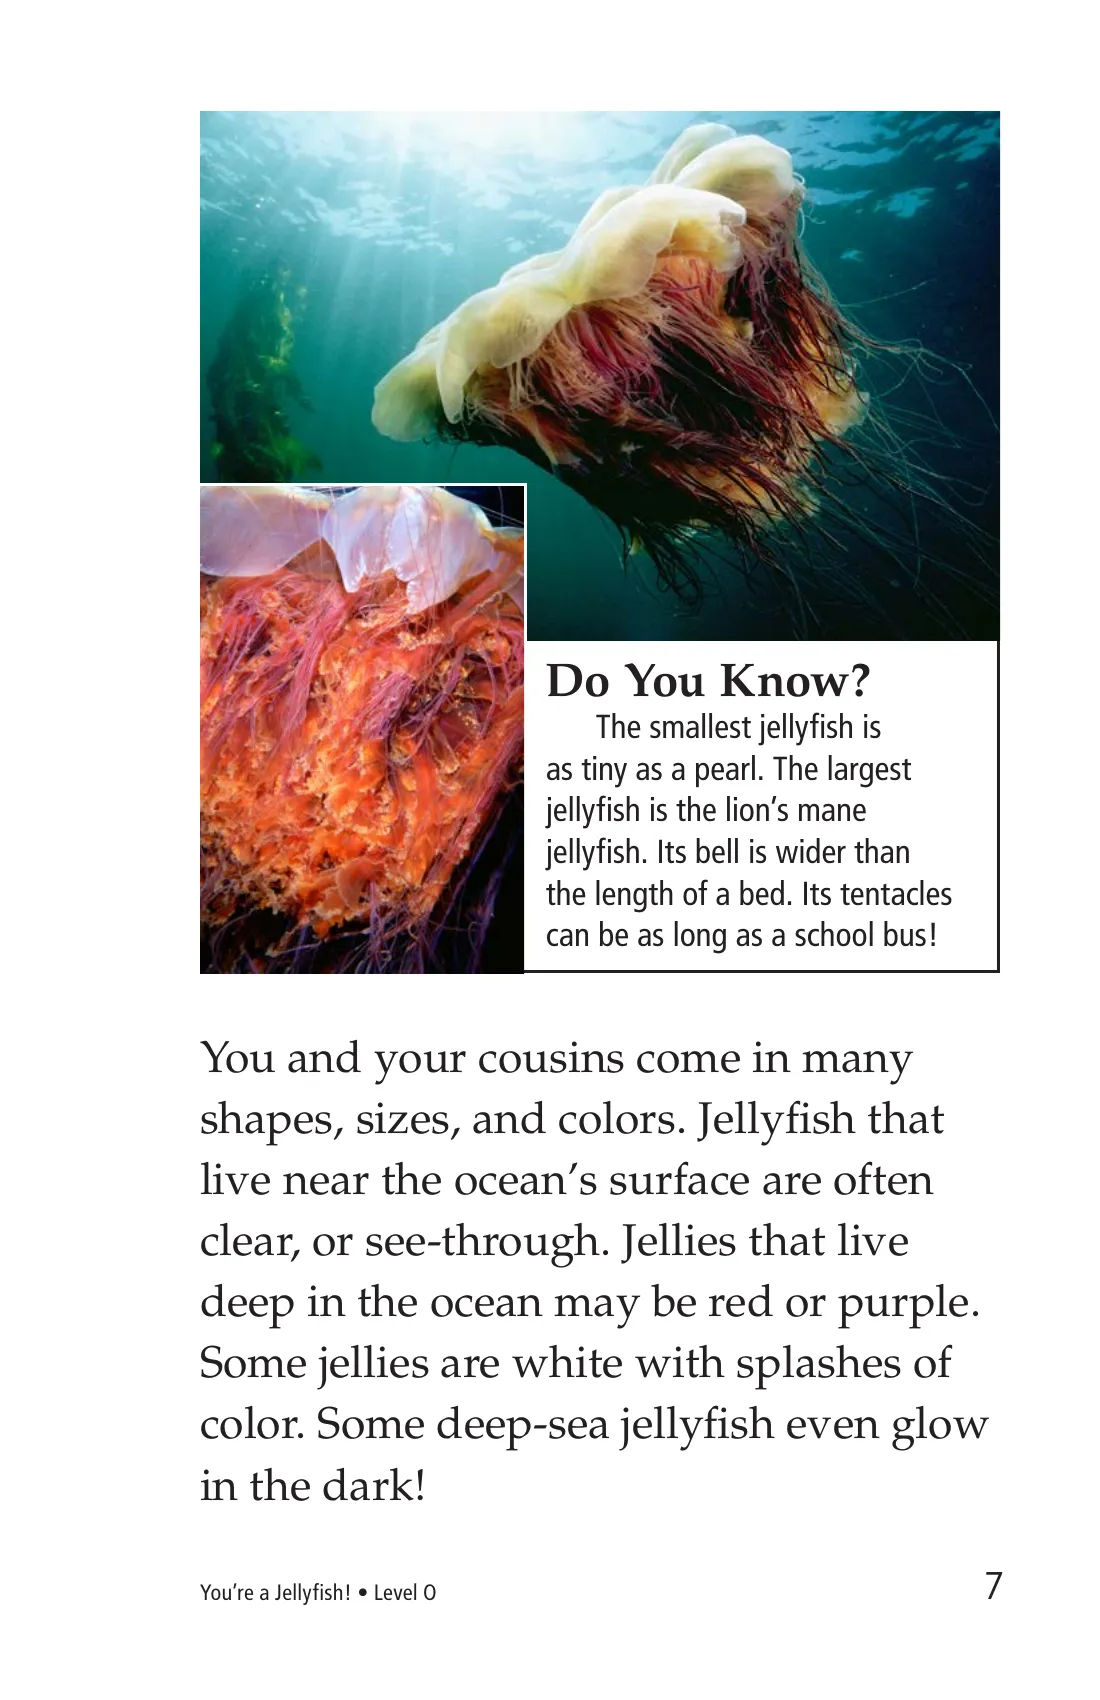 Do You Know?
The smallest jellyfish is
as tiny as a pearl. The largest
jellyfish is the lion’s mane
jellyfish. Its bell is wider than
the length of a bed. Its tentacles
can be as long as a school bus!
You and your cousins come in many
shapes, sizes, and colors. Jellyfish that
live near the ocean’s surface are often
clear, or see-through. Jellies that live
deep in the ocean may be red or purple.
Some jellies are white with splashes of
color. Some deep-sea jellyfish even glow
in the dark!
You’re a Jellyfish! • Level O
7